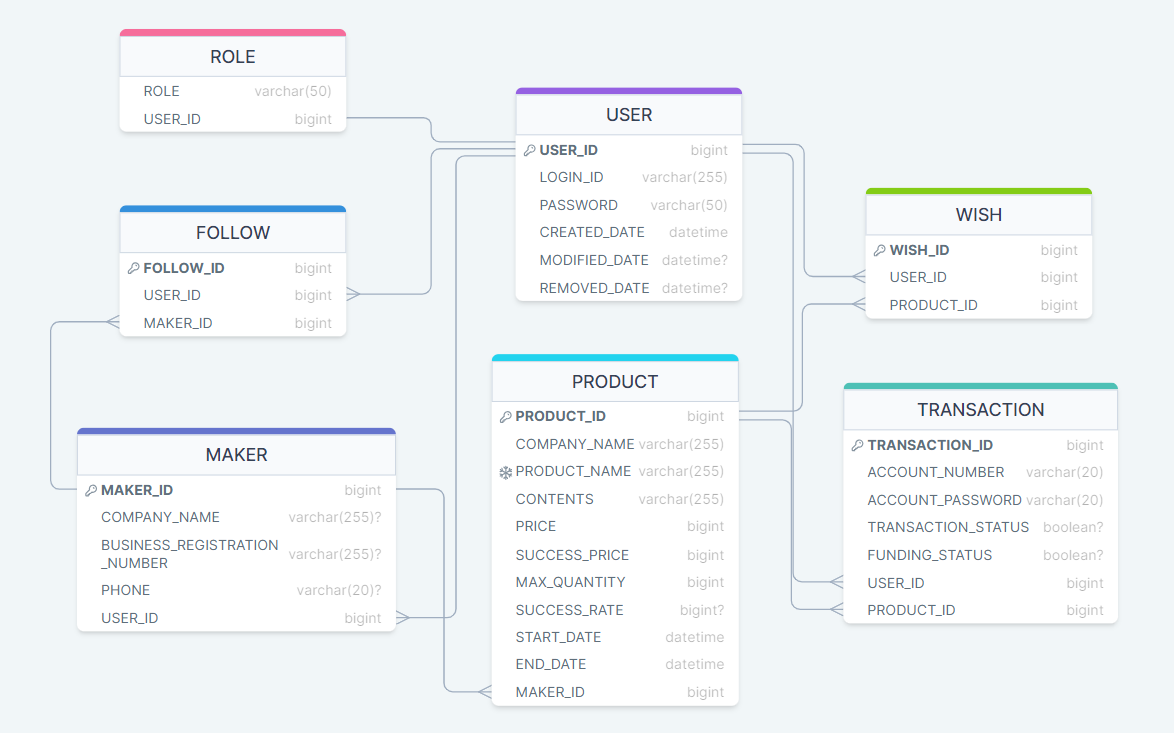 ROLE
ROLE varchar(50)
USER_ID bigint
USER
USER_ID bigint
LOGIN_ID varchar(255)
PASSWORD varchar(50)
CREATED_DATE datetime
MODIFIED_DATE datetime?
REMOVED_DATE datetime?
WISH
WISH_ID bigint
USER_ID bigint
PRODUCT_ID bigint
FOLLOW
FOLLOW_ID bigint
USER_ID bigint
MAKER_ID bigint
PRODUCT
PRODUCT_ID bigint
COMPANY_NAME varchar(255)
PRODUCT_NAME varchar(255)
CONTENTS varchar(255)
PRICE bigint
SUCCESS_PRICE bigint
MAX_QUANTITY bigint
SUCCESS_RATE bigint?
START_DATE datetime
END_DATE datetime
MAKER_ID bigint
TRANSACTION
TRANSACTION_ID bigint
ACCOUNT_NUMBER varchar(20)
ACCOUNT_PASSWORD varchar(20)
TRANSACTION_STATUS boolean?
FUNDING_STATUS boolean?
USER_ID bigint
PRODUCT_ID bigint
MAKER
MAKER_ID bigint
COMPANY_NAME varchar(255)?
BUSINESS_REGISTRATION
_NUMBER varchar(255)?
PHONE varchar(20)?
USER_ID bigint